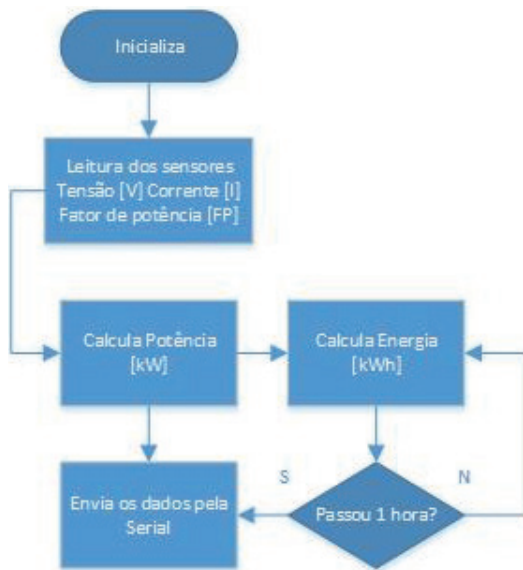 Inicializa
Leitura dos sensores
Tensão [V] Corrente [I]
Fator de potência [FP]
Calcula Potência
[kW]
Calcula Energia
[kWh]
Envia os dados pela
Serial
S
Passou 1 hora?
N